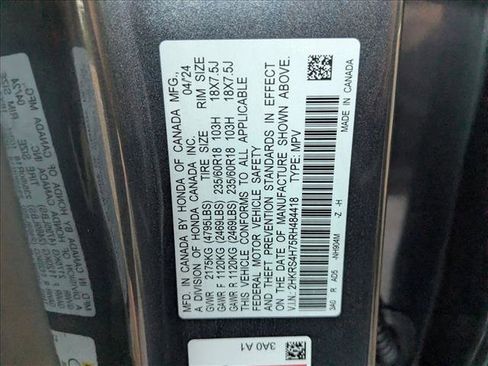 MFD. IN CANADA BY HONDA OF CANADA MFG., 04/24
A DIVISION OF HONDA CANADA INC.
GVWR 2175KG (4795LBS) TIRE SIZE RIM SIZE
GAWR F 1120KG (2469LBS) 235/60R18 103H 18X7.5J
GAWR R 1120KG (2469LBS) 235/60R18 103H 18X7.5J
THIS VEHICLE CONFORMS TO ALL APPLICABLE
FEDERAL MOTOR VEHICLE SAFETY
AND THEFT PREVENTION STANDARDS IN EFFECT
ON THE DATE OF MANUFACTURE SHOWN ABOVE.
V.I.N.: 2HKRS4H75RH484418 TYPE: MPV
MADE IN CANADA
3A0 R AD5 -NH904M -Z -H
3A0 A1